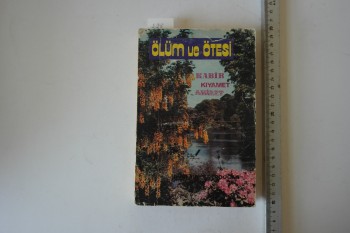 ÖLÜM ve ÖTESİ
KABİR
KIYAMET
AHİRET